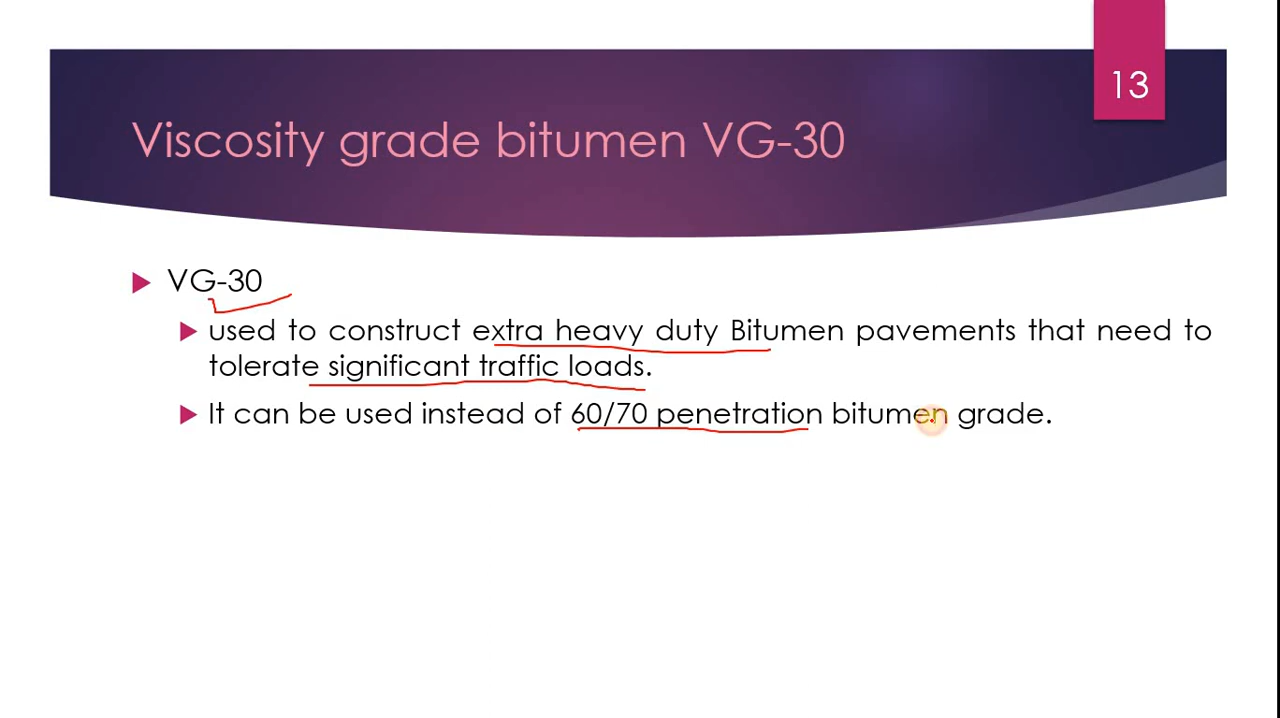 13
Viscosity grade bitumen VG-30
VG-30
used to construct extra heavy duty Bitumen pavements that need to
tolerate significant traffic loads.
It can be used instead of 60/70 penetration bitumen grade.